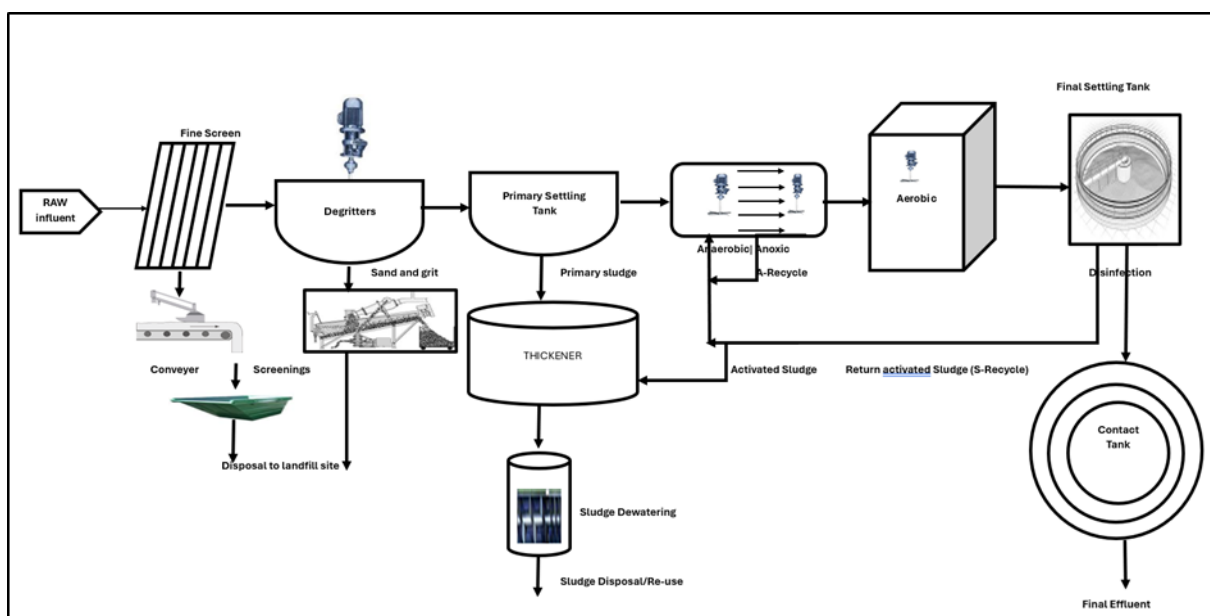 Final Settling Tank
Fine Screen
RAW
influent
Degritters
Primary Settling
Tank
Aerobic
Anaerobic| Anoxic
A-Recycle
Disinfection
Sand and grit
Primary sludge
THICKENER
Conveyer
Screenings
Activated Sludge
Return activated Sludge (S-Recycle)
Contact
Tank
Disposal to landfill site
Sludge Dewatering
Sludge Disposal/Re-use
Final Effluent